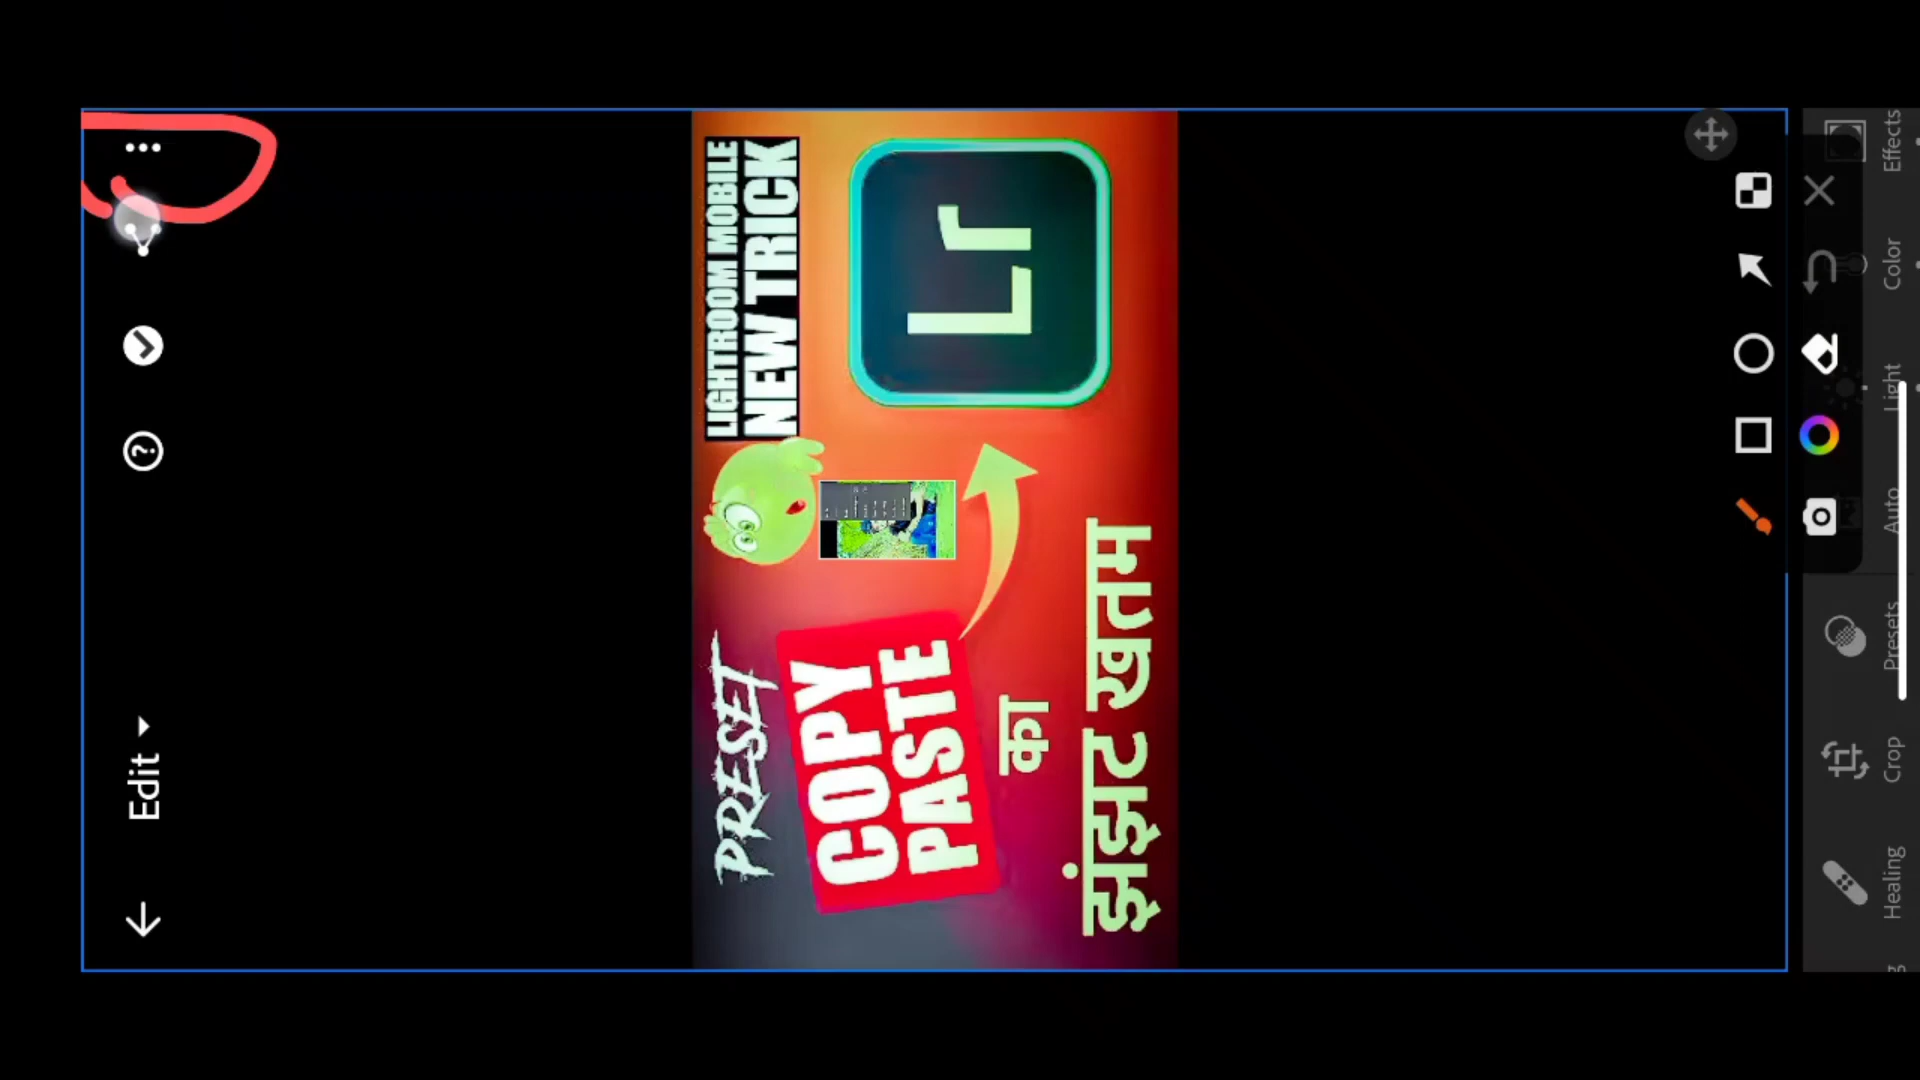 Edit
LIGHTROOM MOBILE
NEW TRICK
Lr
PRESET
COPY
PASTE
का
झंझट खतम
Healing
Crop
Presets
Auto
Light
Color
Effects